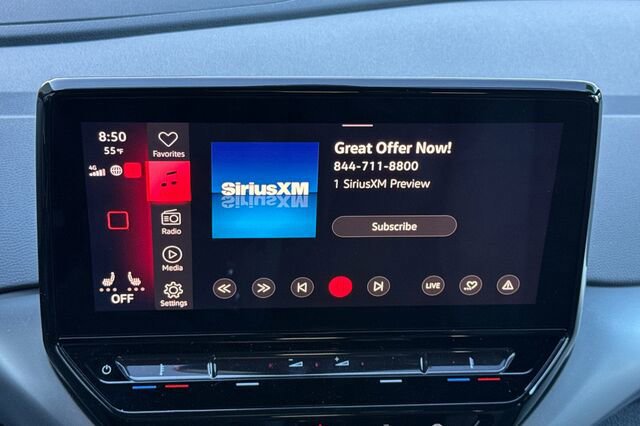 8:50
55°F
4G
Favorites
Radio
Media
Settings
OFF
SiriusXM
Great Offer Now!
844-711-8800
1 SiriusXM Preview
Subscribe
LIVE